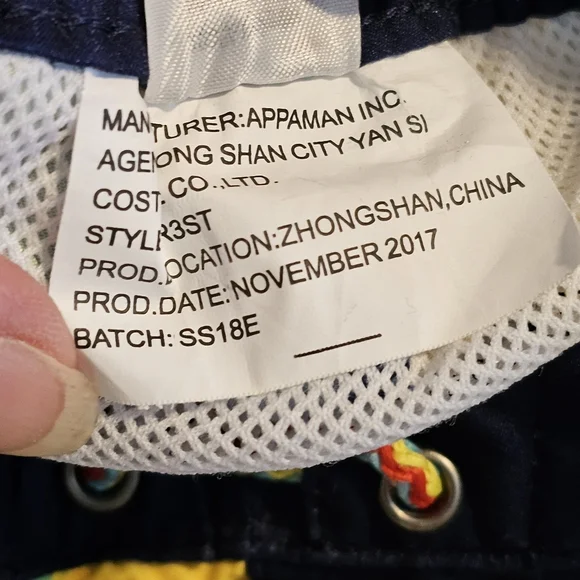 MAN TURER:APPAMAN INC.
AGE ONG SHAN CITY YAN SI
COST CO.,LTD.
STYL R3ST
PROD. OCATION:ZHONGSHAN,CHINA
PROD.DATE: NOVEMBER 2017
BATCH: SS18E